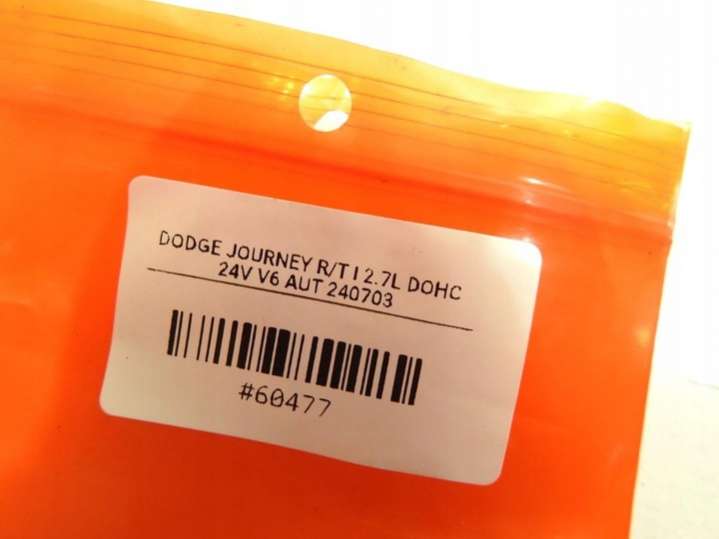 DODGE JOURNEY R/T I 2.7L DOHC
24V V6 AUT 240703
#60477